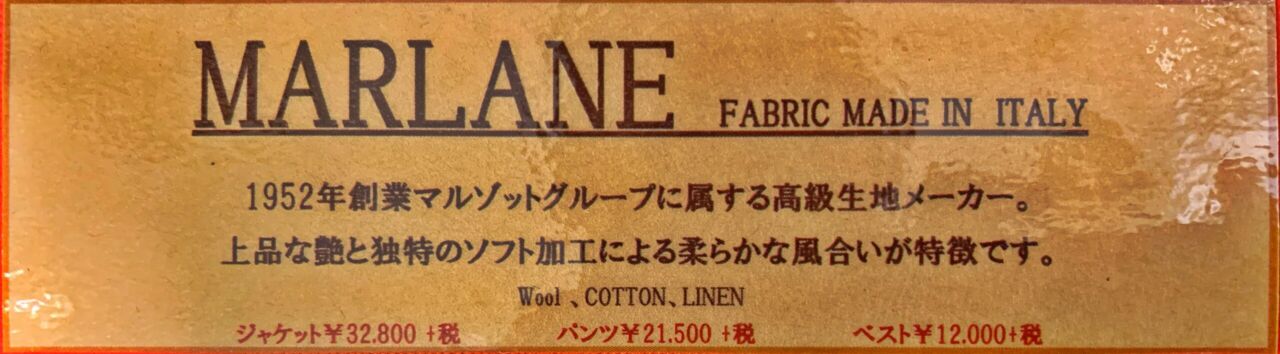 MARLANE FABRIC MADE IN ITALY
1952年創業マルゾットグループに属する高級生地メーカー。
上品な艶と独特のソフト加工による柔らかな風合いが特徴です。
Wool 、COTTON、LINEN
ジャケット￥32.800 +税 パンツ￥21.500 +税 ベスト￥12.000+税